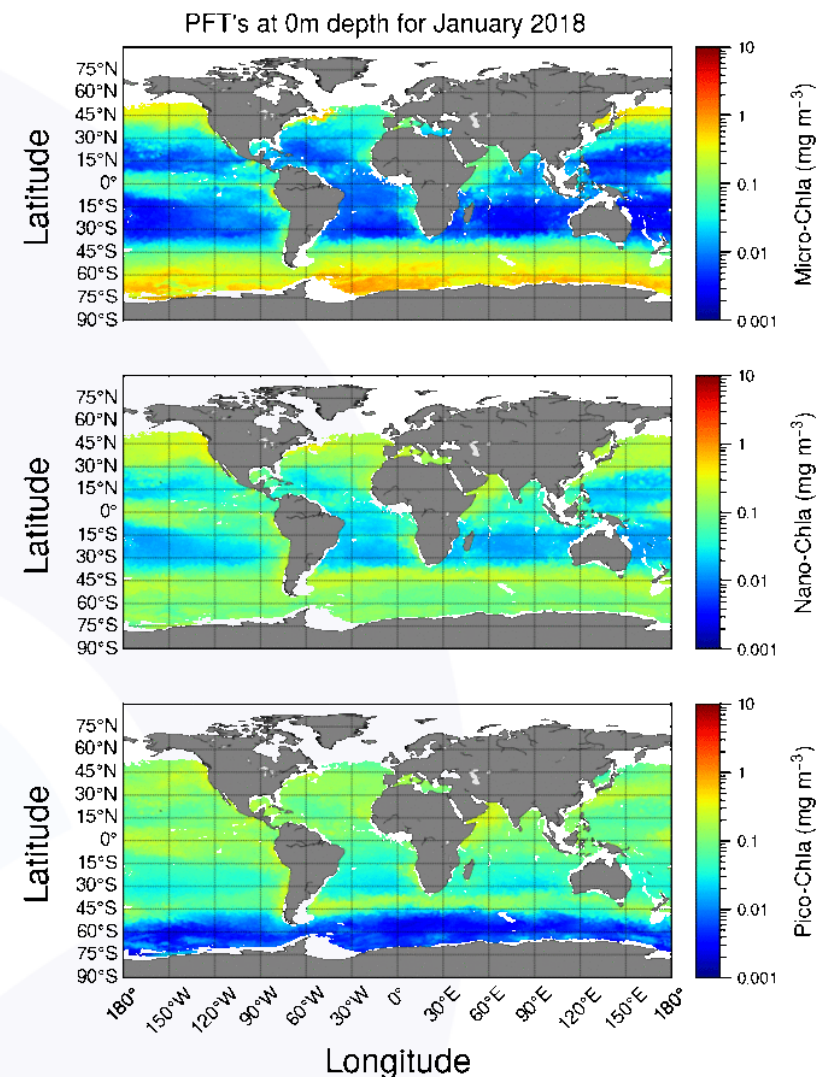 PFT's at 0m depth for January 2018
75°N
60°N
45°N
30°N
15°N
0°
15°S
30°S
45°S
60°S
75°S
90°S
Latitude
10
1
0.1
0.01
0.001
Micro-Chla (mg m⁻³)
75°N
60°N
45°N
30°N
15°N
0°
15°S
30°S
45°S
60°S
75°S
90°S
Latitude
10
1
0.1
0.01
0.001
Nano-Chla (mg m⁻³)
75°N
60°N
45°N
30°N
15°N
0°
15°S
30°S
45°S
60°S
75°S
90°S
Latitude
10
1
0.1
0.01
0.001
Pico-Chla (mg m⁻³)
180° 150°W 120°W 90°W 60°W 30°W 0° 30°E 60°E 90°E 120°E 150°E 180°
Longitude